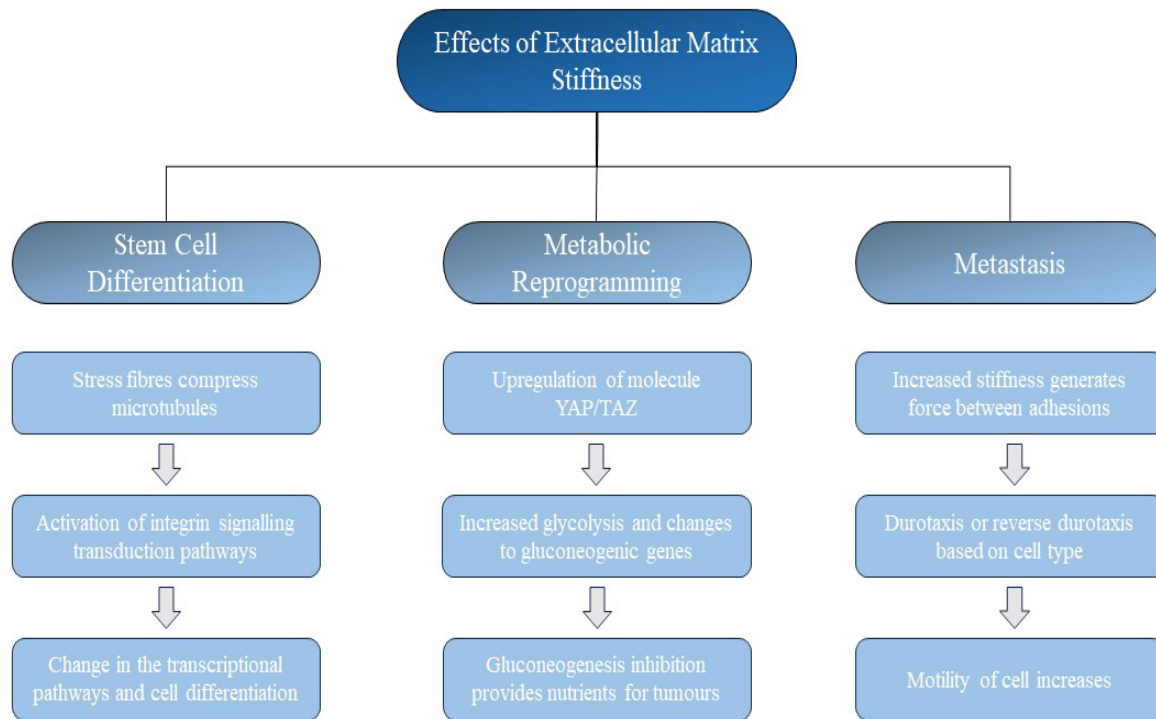 Effects of Extracellular Matrix
Stiffness
Stem Cell
Differentiation
Stress fibres compress
microtubules
Activation of integrin signalling
transduction pathways
Change in the transcriptional
pathways and cell differentiation
Metabolic
Reprogramming
Upregulation of molecule
YAP/TAZ
Increased glycolysis and changes
to gluconeogenic genes
Gluconeogenesis inhibition
provides nutrients for tumours
Metastasis
Increased stiffness generates
force between adhesions
Durotaxis or reverse durotaxis
based on cell type
Motility of cell increases